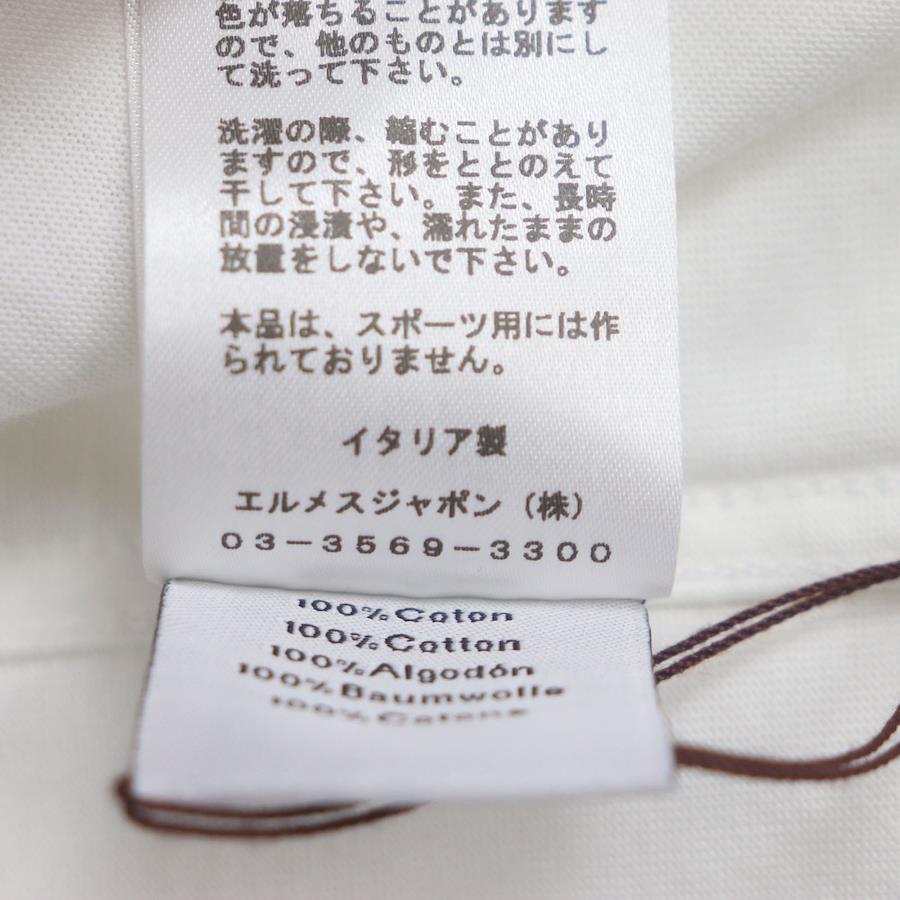 色が落ちることがあります
ので、他のものとは別にし
て洗って下さい。
洗濯の際、縮むことがあり
ますので、形をととのえて
干して下さい。また、長時
間の浸漬や、濡れたままの
放置をしないで下さい。
本品は、スポーツ用には作
られておりません。
イタリア製
エルメスジャポン（株）
03-3569-3300
100%Coton
100%Cotton
100%Algodón
100%Baumwolle
100%Cotone